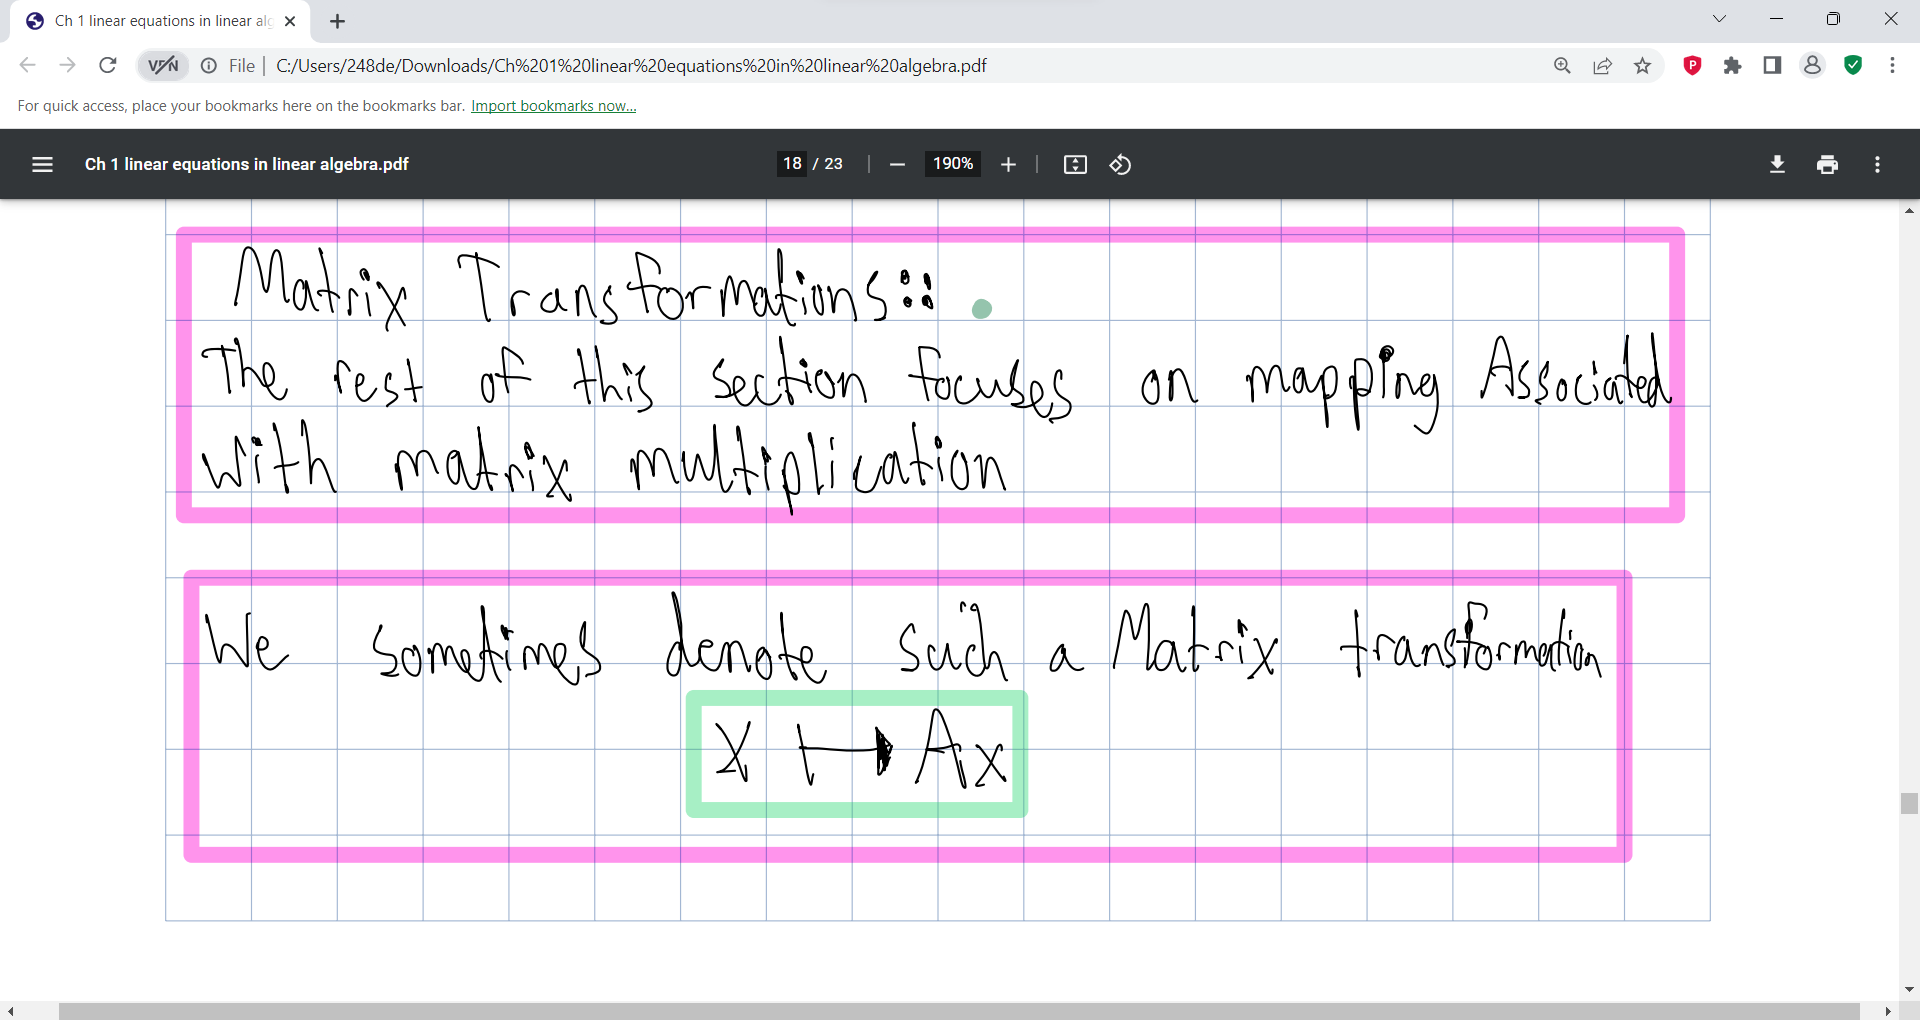 Ch 1 linear equations in linear alg
VPN File C:/Users/248de/Downloads/Ch%201%20linear%20equations%20in%20linear%20algebra.pdf
For quick access, place your bookmarks here on the bookmarks bar. Import bookmarks now...
Ch 1 linear equations in linear algebra.pdf 18 / 23 190%
Matrix Transformations::
The rest of this section focuses on mapping Associated
with matrix multiplication
We sometimes denote such a Matrix transformation
X ↦ Ax